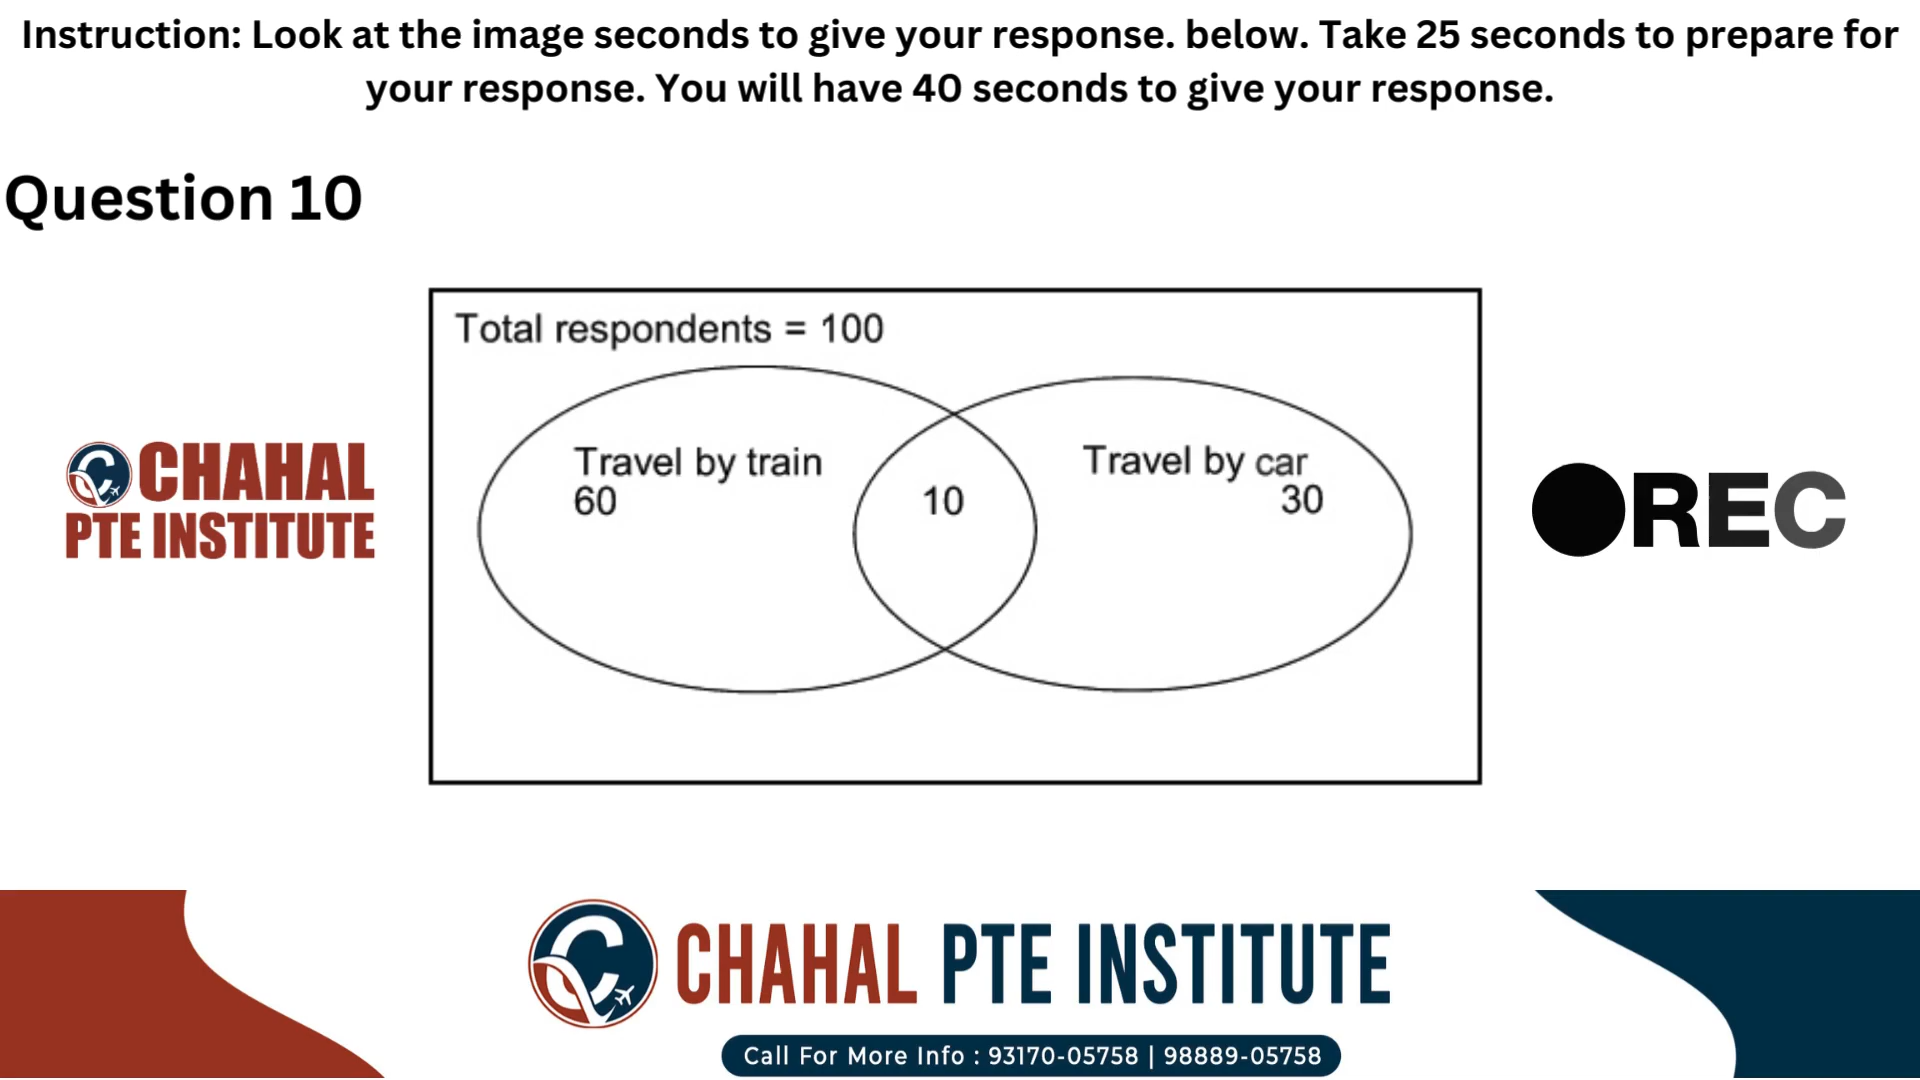 Instruction: Look at the image seconds to give your response. below. Take 25 seconds to prepare for
your response. You will have 40 seconds to give your response.
Question 10
Total respondents = 100
Travel by train
60
10
Travel by car
30
CHAHAL
PTE INSTITUTE
REC
CHAHAL PTE INSTITUTE
Call For More Info : 93170-05758 | 98889-05758